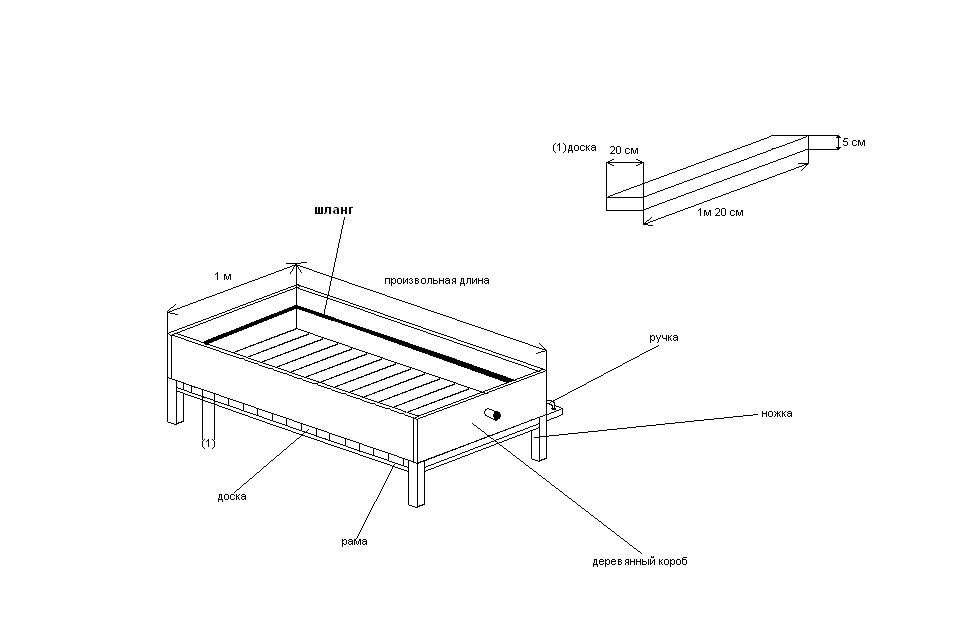 (1)доска
20 см
5 см
1м 20 см
шланг
1 м
произвольная длина
ручка
ножка
(1)
доска
рама
деревянный короб